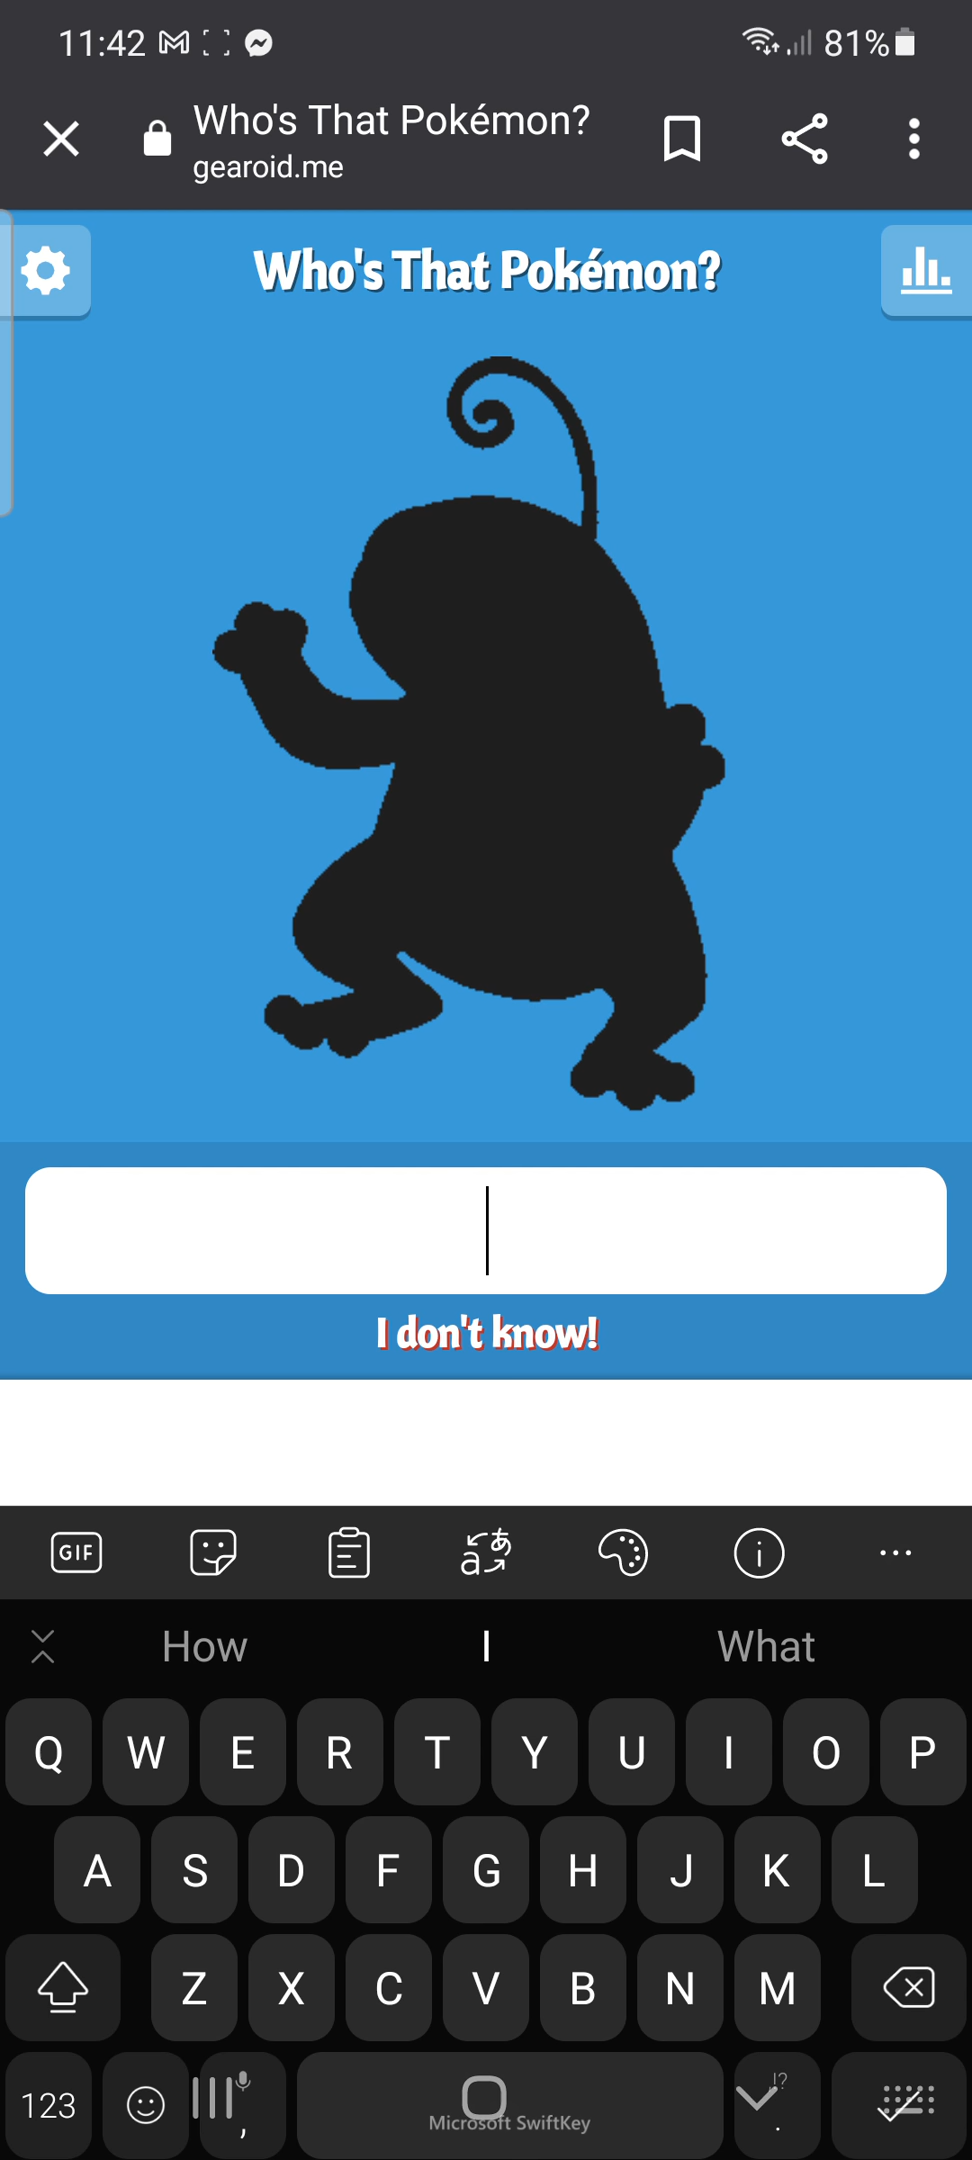 11:42 81%
Who's That Pokémon?
gearoid.me
Who's That Pokémon?
I don't know!
GIF
How I What
Q W E R T Y U I O P
A S D F G H J K L
Z X C V B N M
123 , Microsoft SwiftKey !? .